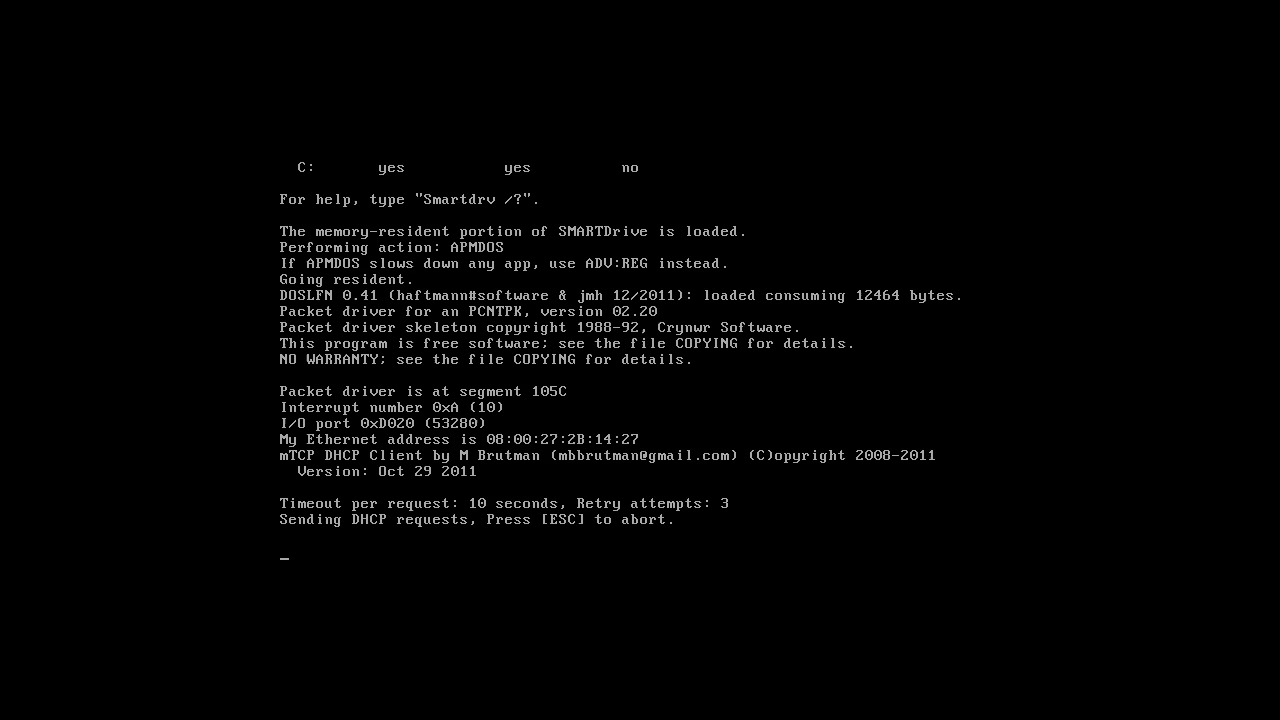 C: yes yes no
For help, type "Smartdrv /?".
The memory-resident portion of SMARTDrive is loaded.
Performing action: APMDOS
If APMDOS slows down any app, use ADV:REG instead.
Going resident.
DOSLFN 0.41 (haftmann#software & jmh 12/2011): loaded consuming 12464 bytes.
Packet driver for an PCNTPK, version 02.20
Packet driver skeleton copyright 1988-92, Crynwr Software.
This program is free software; see the file COPYING for details.
NO WARRANTY; see the file COPYING for details.
Packet driver is at segment 105C
Interrupt number 0xA (10)
I/O port 0xD020 (53280)
My Ethernet address is 08:00:27:2B:14:27
mTCP DHCP Client by M Brutman (mbbrutman@gmail.com) (C)opyright 2008-2011
Version: Oct 29 2011
Timeout per request: 10 seconds, Retry attempts: 3
Sending DHCP requests, Press [ESC] to abort.
_